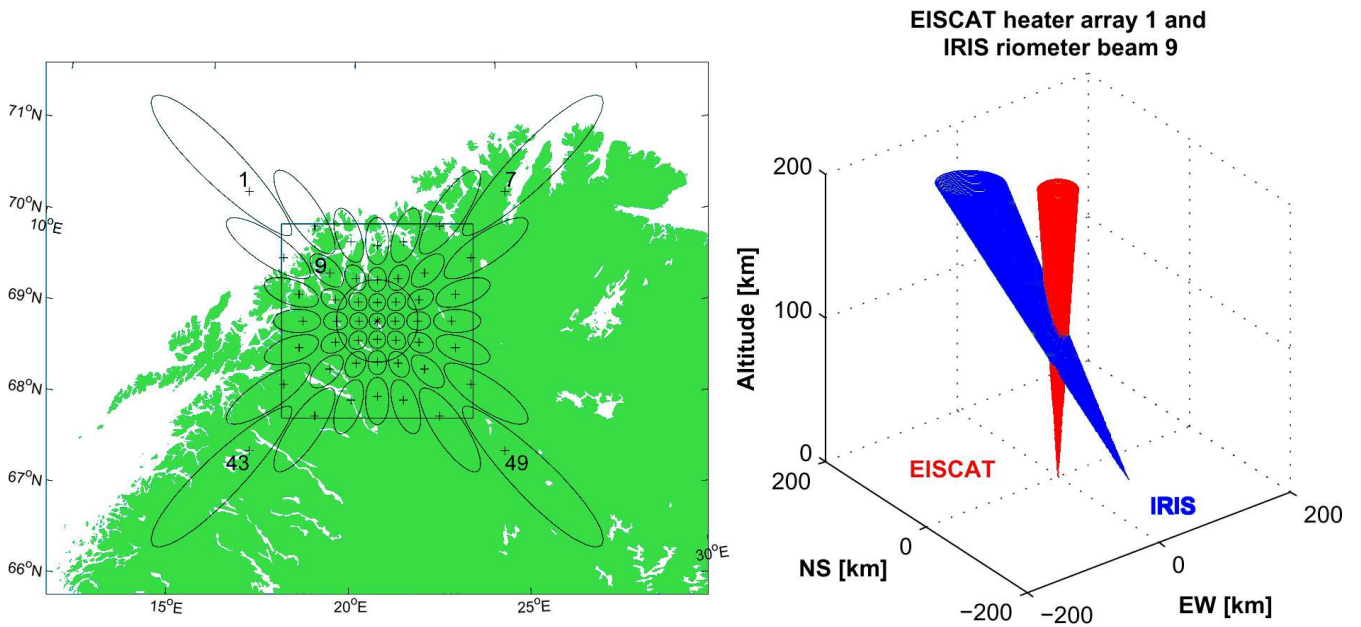 EISCAT heater array 1 and
IRIS riometer beam 9
71°N
70°N
10°E
69°N
68°N
67°N
66°N
15°E
20°E
25°E
30°E
1
7
9
43
49
200
100
0
Altitude [km]
200
0
−200
NS [km]
−200
0
200
EW [km]
EISCAT
IRIS